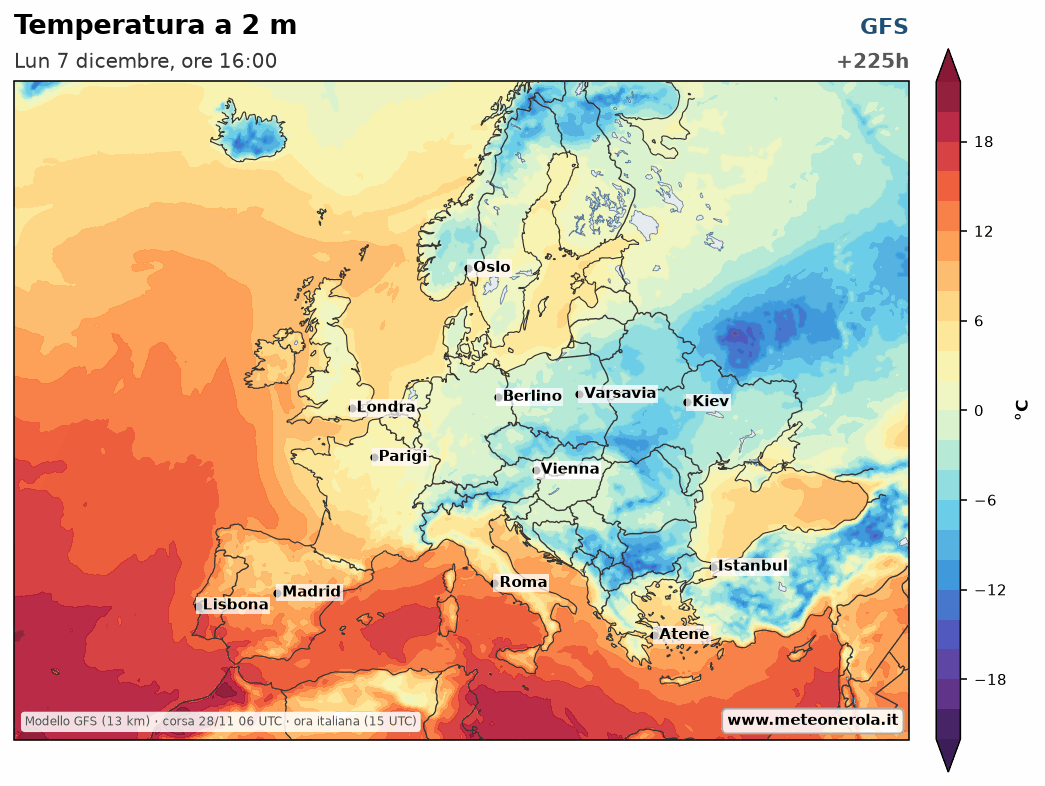 Temperatura a 2 m
GFS
Lun 7 dicembre, ore 16:00
+225h
18
12
6
0
−6
−12
−18
°C
Oslo
Berlino
Varsavia
Kiev
Londra
Parigi
Vienna
Istanbul
Roma
Madrid
Lisbona
Atene
Modello GFS (13 km) · corsa 28/11 06 UTC · ora italiana (15 UTC)
www.meteonerola.it